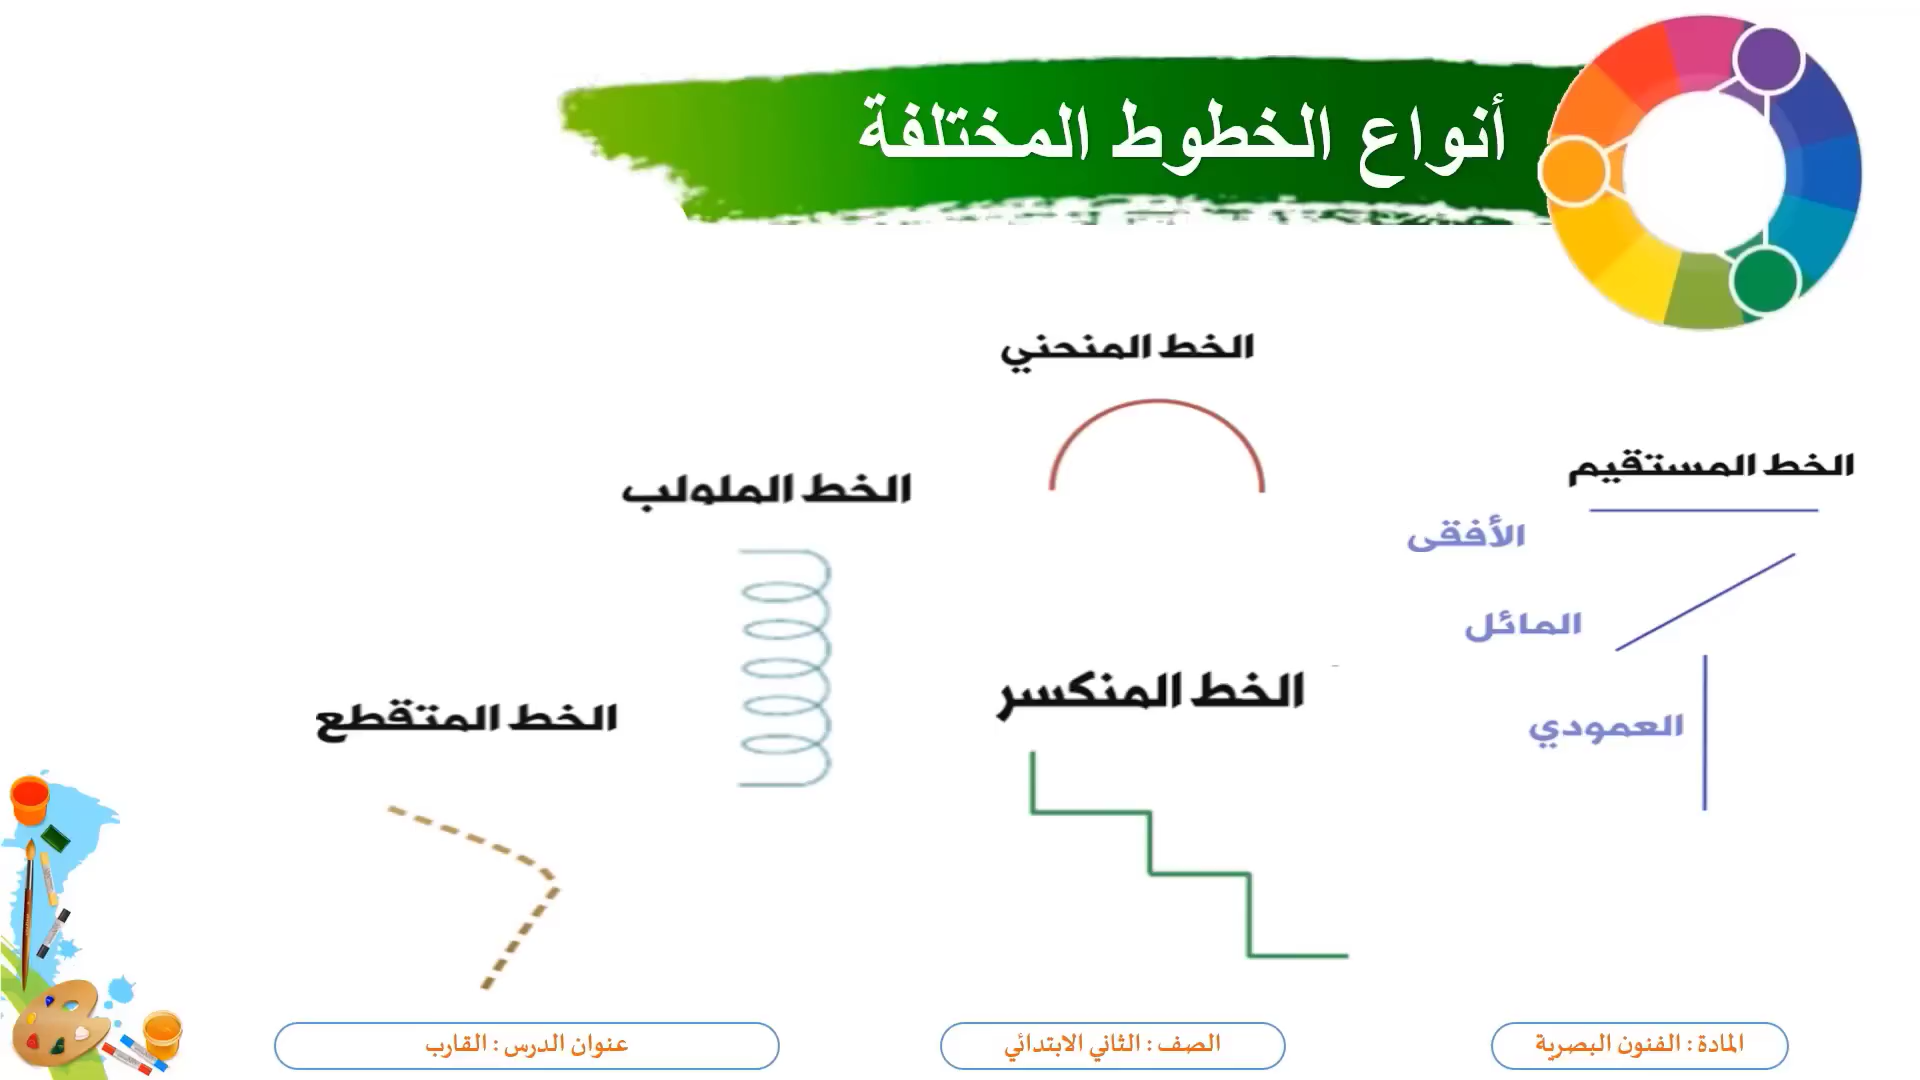 أنواع الخطوط المختلفة
الخط المنحني
الخط المستقيم
الأفقى
المائل
العمودي
الخط الملولب
الخط المنكسر
الخط المتقطع
المادة : الفنون البصرية
الصف : الثاني الابتدائي
عنوان الدرس : القارب